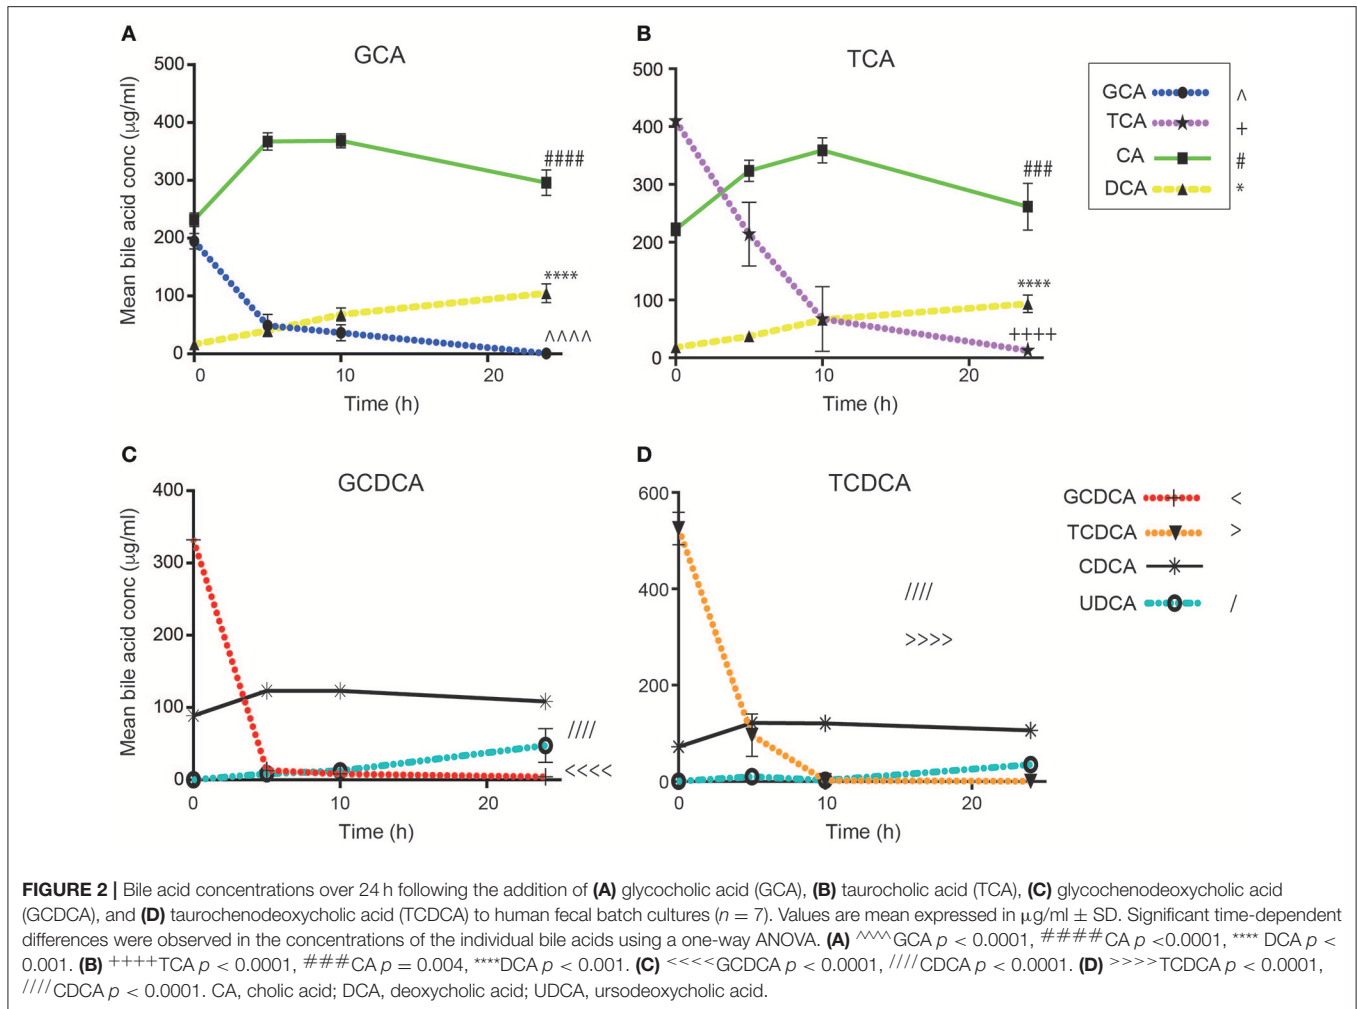 A
GCA
Mean bile acid conc (μg/ml)
500
400
300
200
100
0
0
10
20
Time (h)
####
****
^^^^
B
TCA
500
400
300
200
100
0
0
10
20
Time (h)
###
****
++++
GCA ^
TCA +
CA #
DCA *
C
GCDCA
Mean bile acid conc (μg/ml)
400
300
200
100
0
0
10
20
Time (h)
////
<<<<
D
TCDCA
600
400
200
0
0
10
20
Time (h)
////
>>>>
GCDCA <
TCDCA >
CDCA
UDCA /
FIGURE 2 | Bile acid concentrations over 24 h following the addition of (A) glycocholic acid (GCA), (B) taurocholic acid (TCA), (C) glycochenodeoxycholic acid
(GCDCA), and (D) taurochenodeoxycholic acid (TCDCA) to human fecal batch cultures (n = 7). Values are mean expressed in μg/ml ± SD. Significant time-dependent
differences were observed in the concentrations of the individual bile acids using a one-way ANOVA. (A) ^^^^GCA p < 0.0001, ####CA p <0.0001, **** DCA p <
0.001. (B) ++++TCA p < 0.0001, ###CA p = 0.004, ****DCA p < 0.001. (C) <<<<GCDCA p < 0.0001, ////CDCA p < 0.0001. (D) >>>>TCDCA p < 0.0001,
////CDCA p < 0.0001. CA, cholic acid; DCA, deoxycholic acid; UDCA, ursodeoxycholic acid.